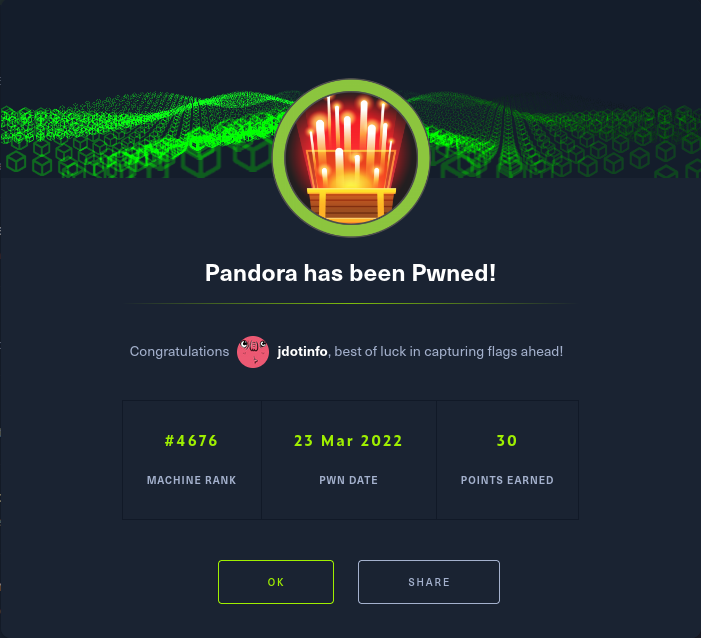 Pandora has been Pwned!
Congratulations jdotinfo, best of luck in capturing flags ahead!
#4676 23 Mar 2022 30
MACHINE RANK PWN DATE POINTS EARNED
OK SHARE